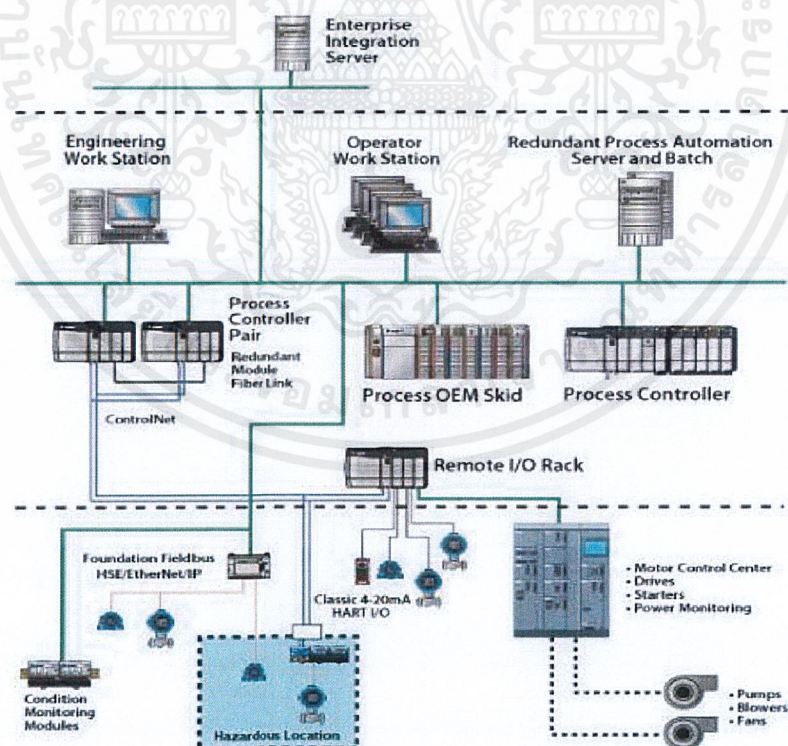 Enterprise
Integration
Server
Engineering
Work Station
Operator
Work Station
Redundant Process Automation
Server and Batch
Process
Controller
Pair
Redundant
Module
Fiber Link
ControlNet
Process OEM Skid
Process Controller
Remote I/O Rack
Foundation Fieldbus
HSE/EtherNet/IP
Classic 4-20mA
HART I/O
• Motor Control Center
• Drives
• Starters
• Power Monitoring
Condition
Monitoring
Modules
Hazardous Location
• Pumps
• Blowers
• Fans